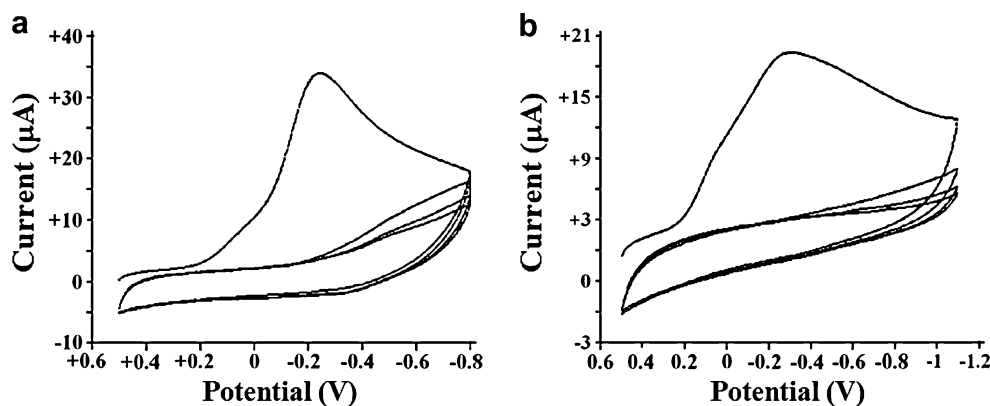 a
+40
+30
+20
+10
0
-10
Current (µA)
+0.6 +0.4 +0.2 0 -0.2 -0.4 -0.6 -0.8
Potential (V)
b
+21
+15
+9
+3
0
-3
Current (µA)
0.6 0.4 0.2 0 -0.2 -0.4 -0.6 -0.8 -1 -1.2
Potential (V)